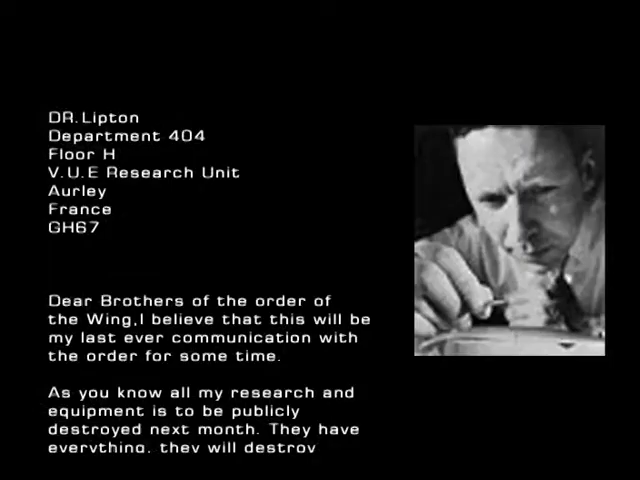 DR.Lipton
Department 404
Floor H
V.U.E Research Unit
Aurley
France
GH67
Dear Brothers of the order of
the Wing,I believe that this will be
my last ever communication with
the order for some time.
As you know all my research and
equipment is to be publicly
destroyed next month. They have
everything, they will destroy